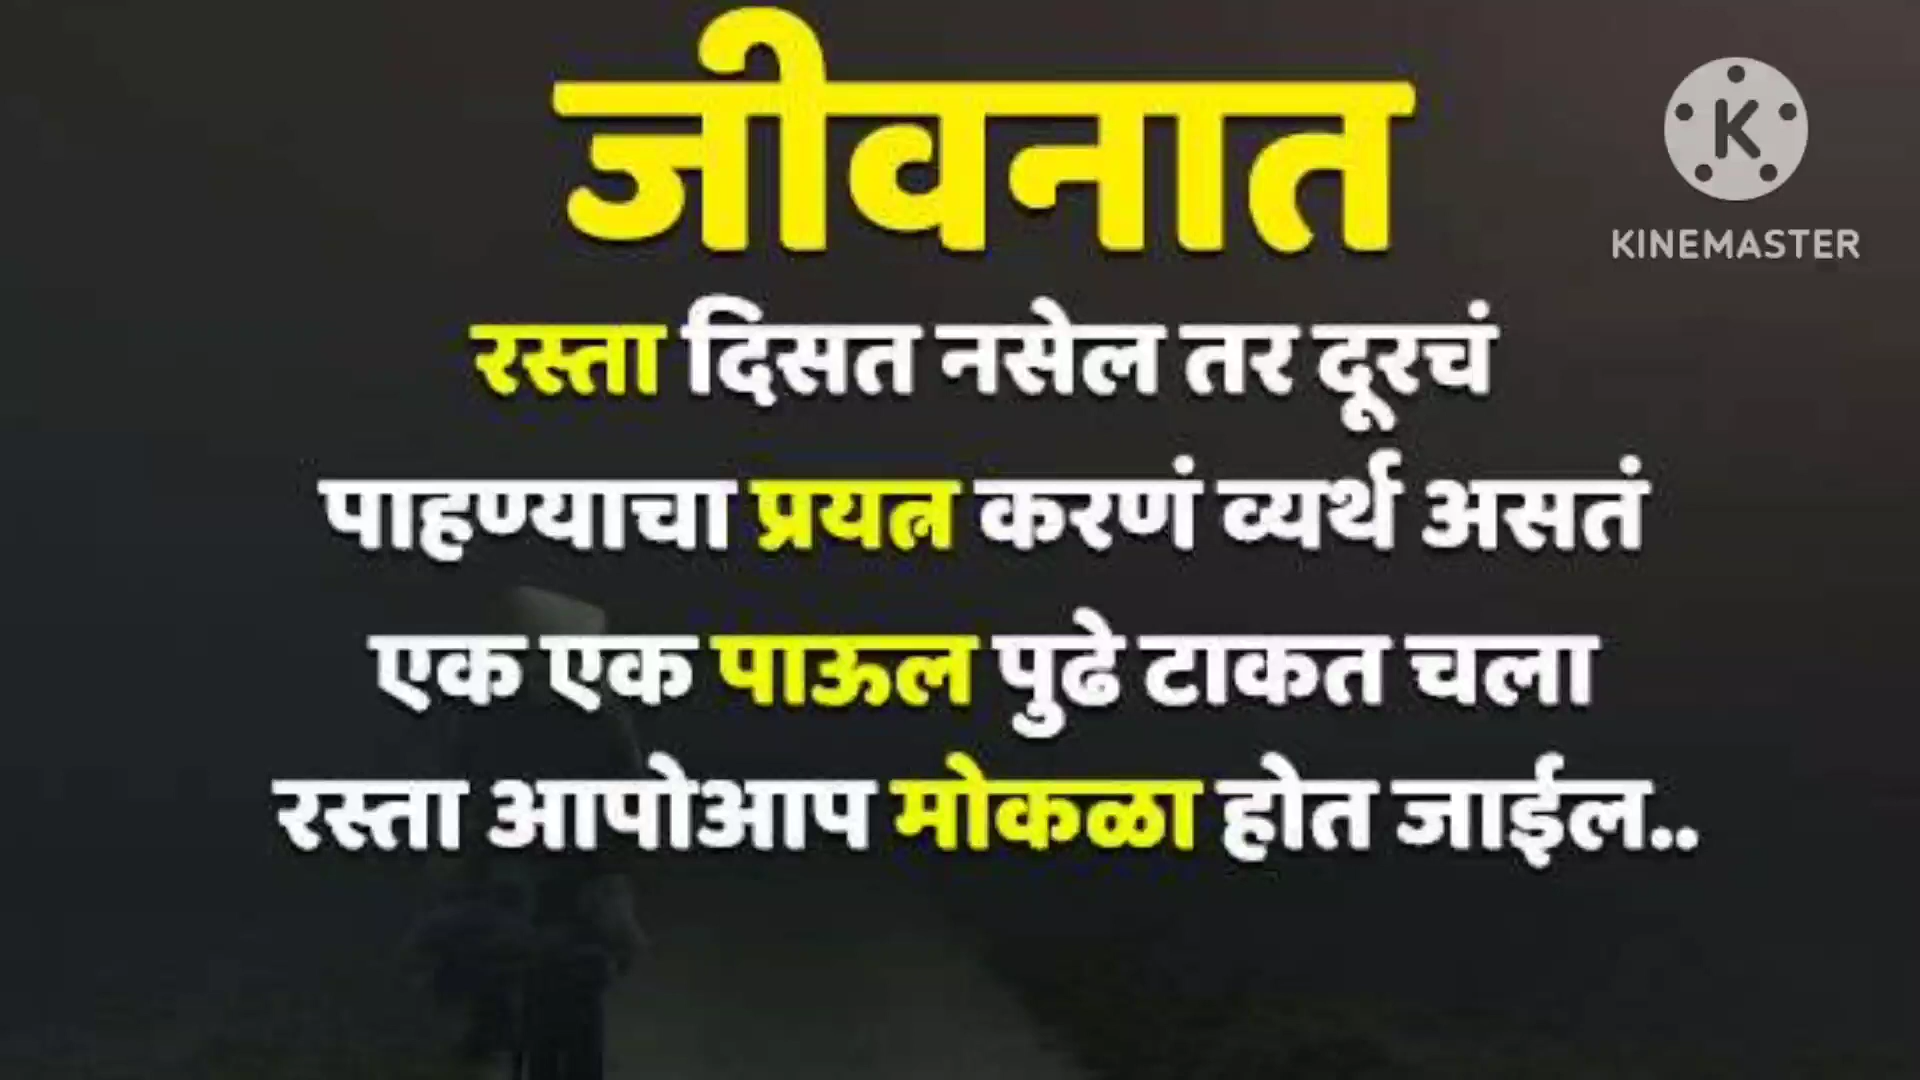 जीवनात
KINEMASTER
रस्ता दिसत नसेल तर दूरचं
पाहण्याचा प्रयत्न करणं व्यर्थ असतं
एक एक पाऊल पुढे टाकत चला
रस्ता आपोआप मोकळा होत जाईल..